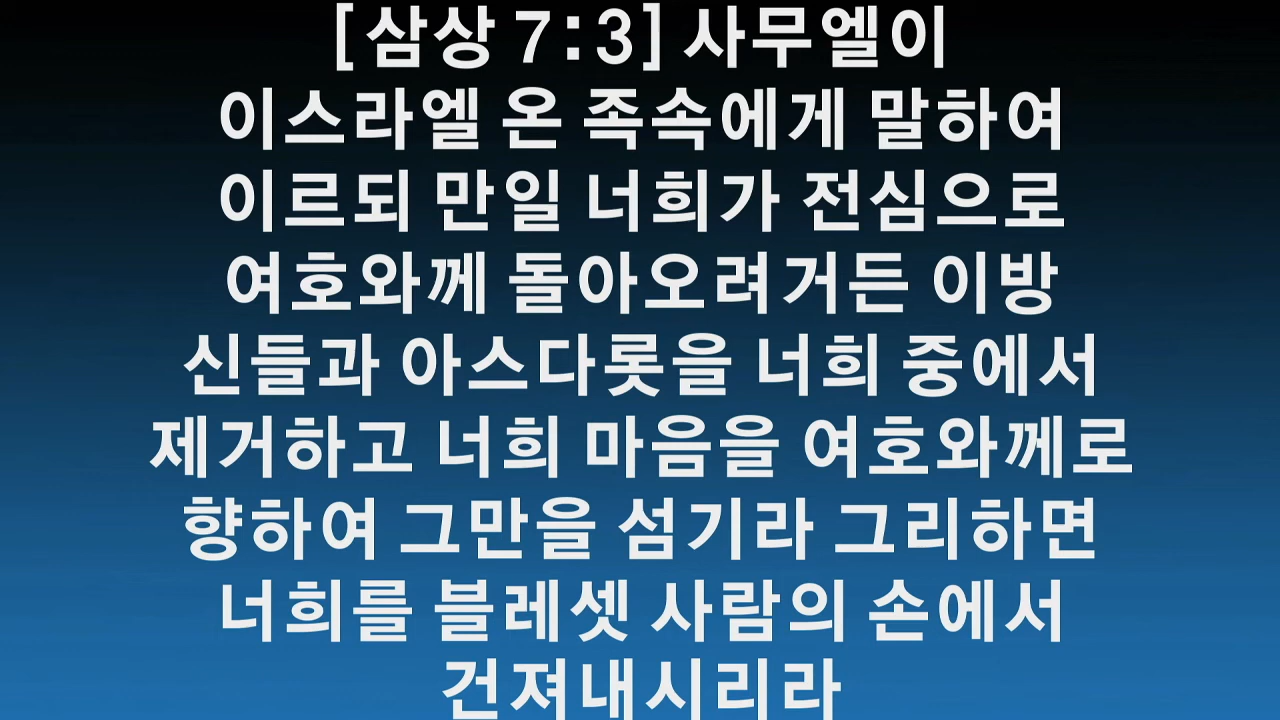 [삼상 7:3] 사무엘이
이스라엘 온 족속에게 말하여
이르되 만일 너희가 전심으로
여호와께 돌아오려거든 이방
신들과 아스다롯을 너희 중에서
제거하고 너희 마음을 여호와께로
향하여 그만을 섬기라 그리하면
너희를 블레셋 사람의 손에서
건져내시리라